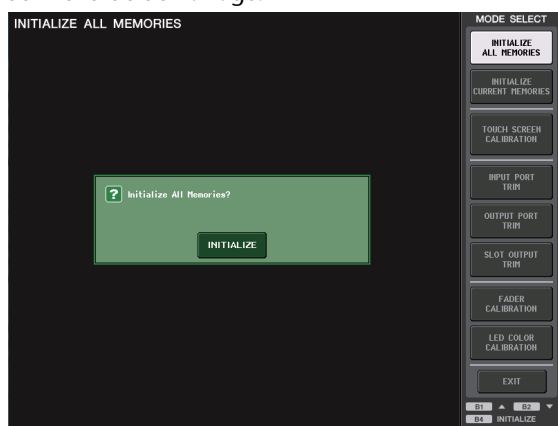 INITIALIZE ALL MEMORIES
? Initialize All Memories?
INITIALIZE
MODE SELECT
INITIALIZE
ALL MEMORIES
INITIALIZE
CURRENT MEMORIES
TOUCH SCREEN
CALIBRATION
INPUT PORT
TRIM
OUTPUT PORT
TRIM
SLOT OUTPUT
TRIM
FADER
CALIBRATION
LED COLOR
CALIBRATION
EXIT
B1 ▲ B2 ▼
B4 INITIALIZE